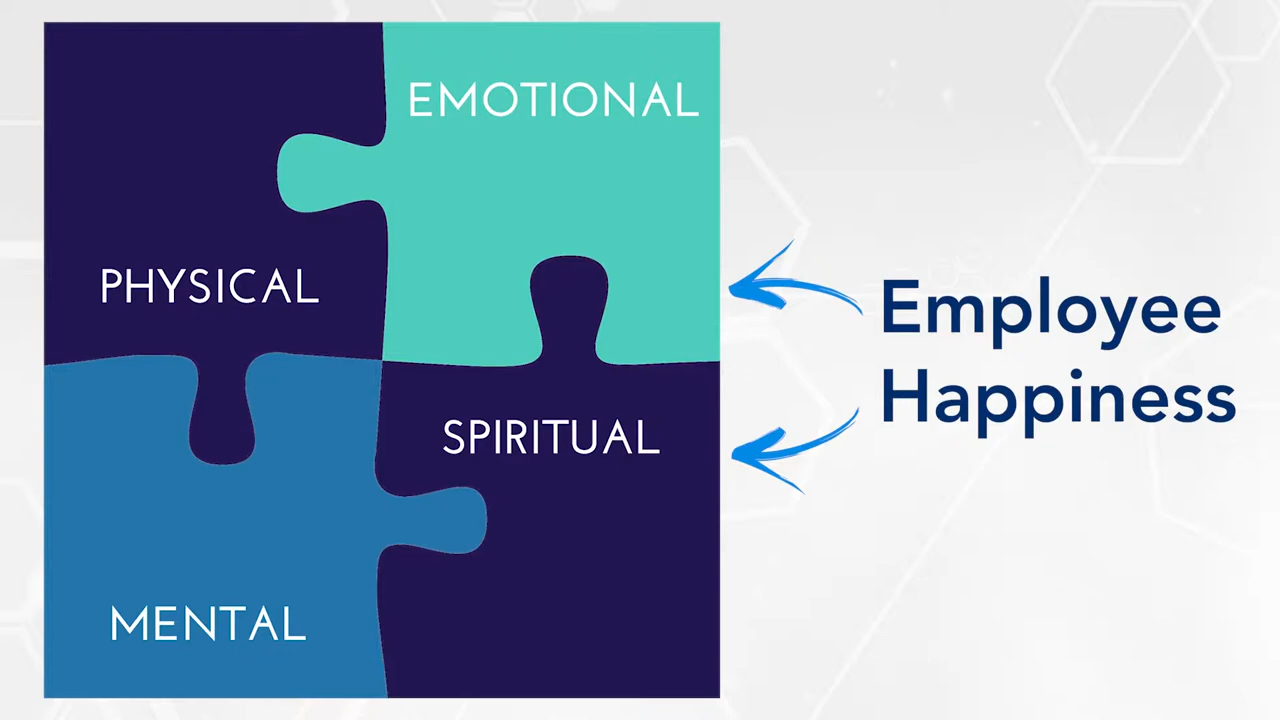 EMOTIONAL
PHYSICAL
SPIRITUAL
MENTAL
Employee
Happiness